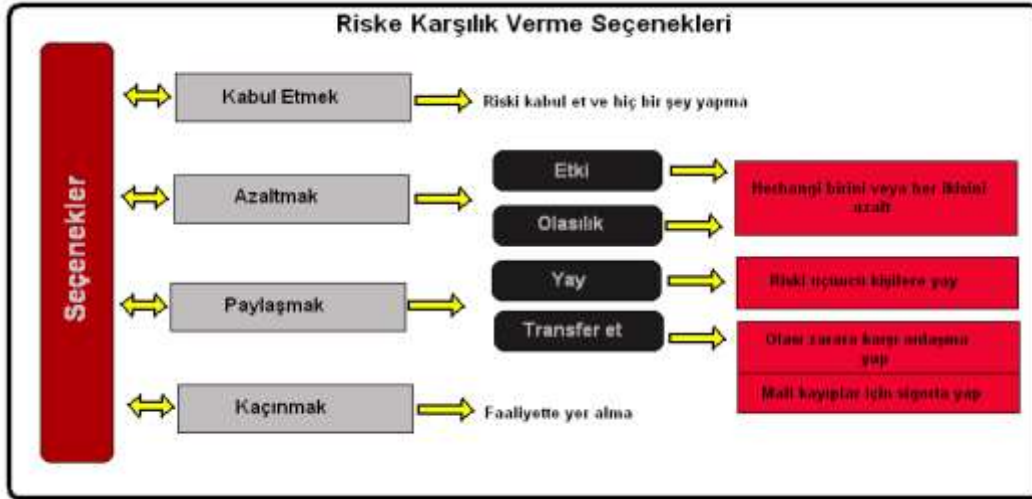 Riske Karşılık Verme Seçenekleri
Seçenekler
Kabul Etmek
Riski kabul et ve hiç bir şey yapma
Azaltmak
Etki
Olasılık
Herhangi birini veya her ikisini
azalt
Paylaşmak
Yay
Riski üçüncü kişilere yay
Transfer et
Olası zarara karşı anlaşma
yap
Mali kayıplar için sigorta yap
Kaçınmak
Faaliyette yer alma